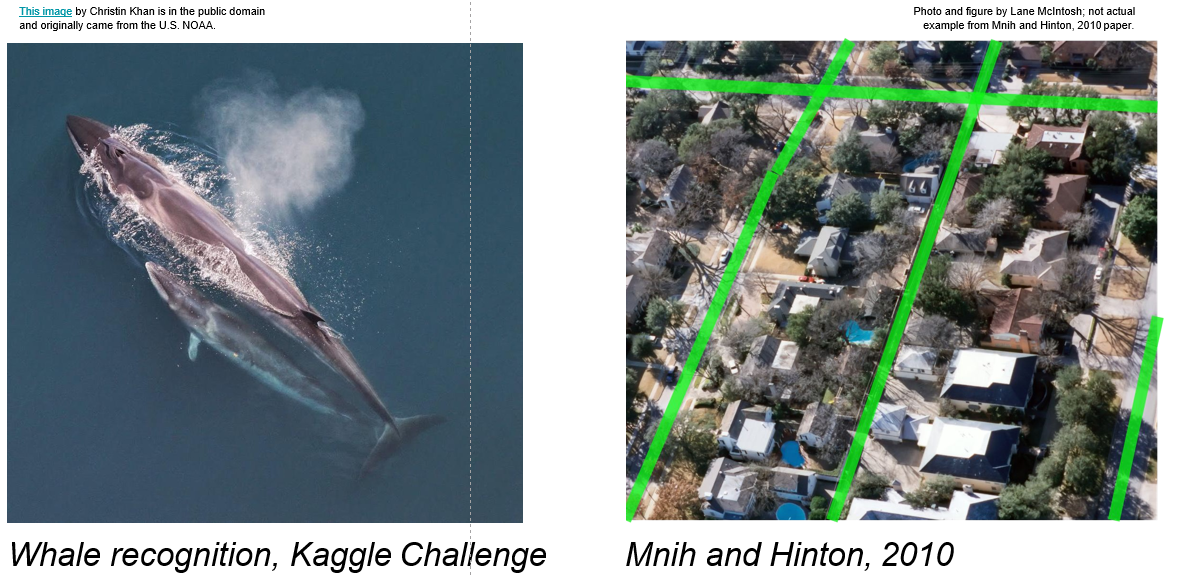 This image by Christin Khan is in the public domain
and originally came from the U.S. NOAA.
Photo and figure by Lane McIntosh; not actual
example from Mnih and Hinton, 2010 paper.
Whale recognition, Kaggle Challenge
Mnih and Hinton, 2010